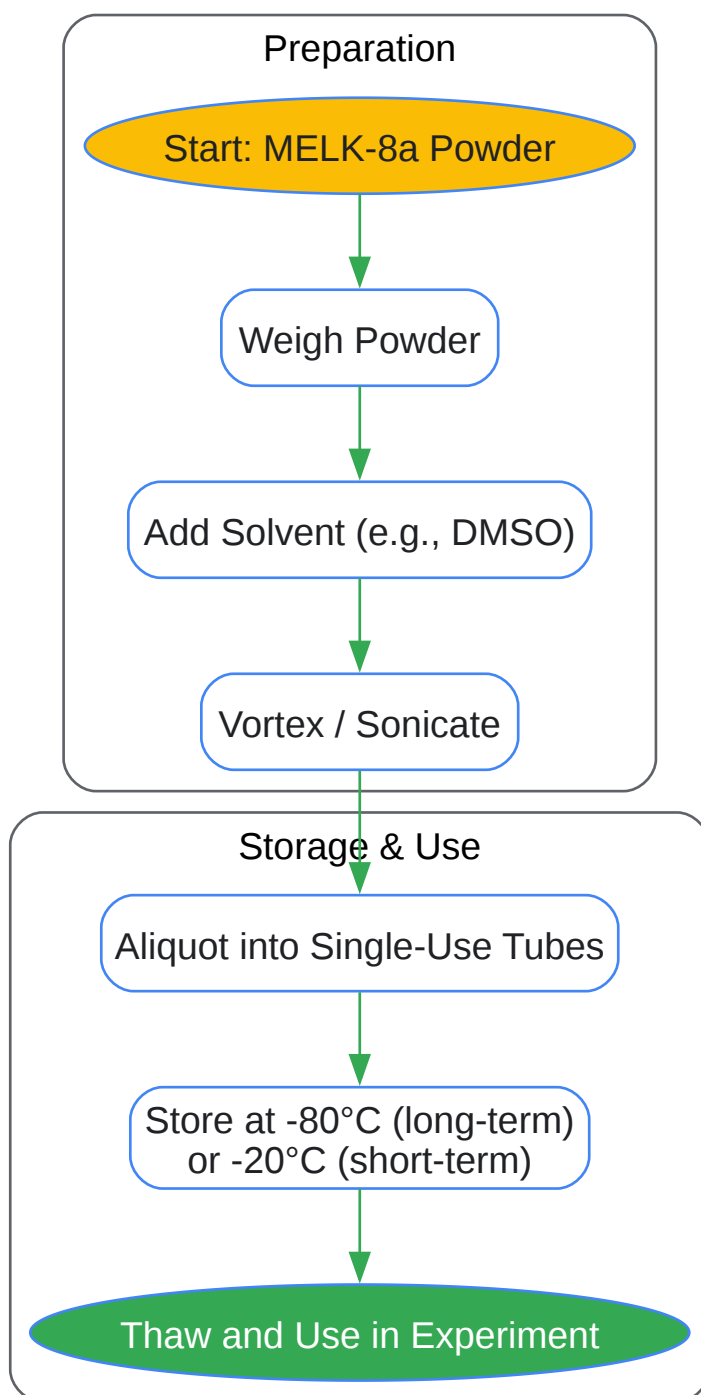 Preparation
Start: MELK-8a Powder
Weigh Powder
Add Solvent (e.g., DMSO)
Vortex / Sonicate
Storage & Use
Aliquot into Single-Use Tubes
Store at -80°C (long-term)
or -20°C (short-term)
Thaw and Use in Experiment